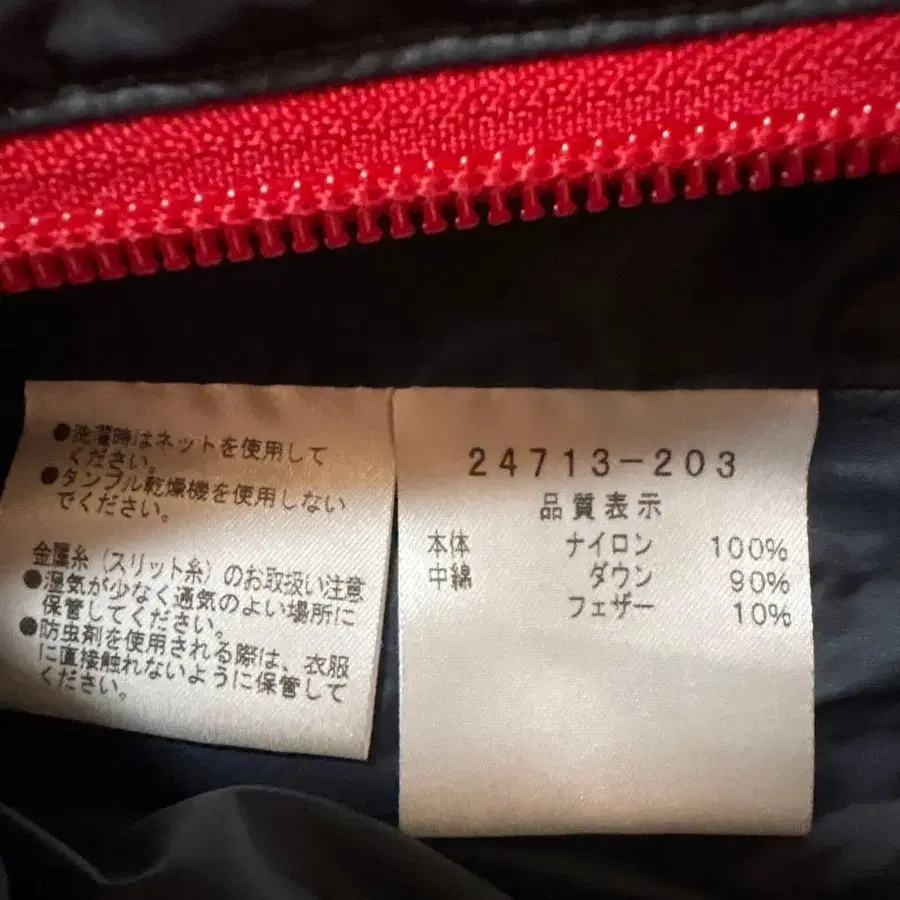 ●洗濯時はネットを使用して
ください。
●タンブル乾燥機を使用しない
でください。
金属糸(スリット糸)のお取扱い注意
●湿気が少なく通気のよい場所に
保管してください。
●防虫剤を使用される際は、衣服
に直接触れないように保管して
ください。
24713-203
品質表示
本体 ナイロン 100%
中綿 ダウン 90%
フェザー 10%